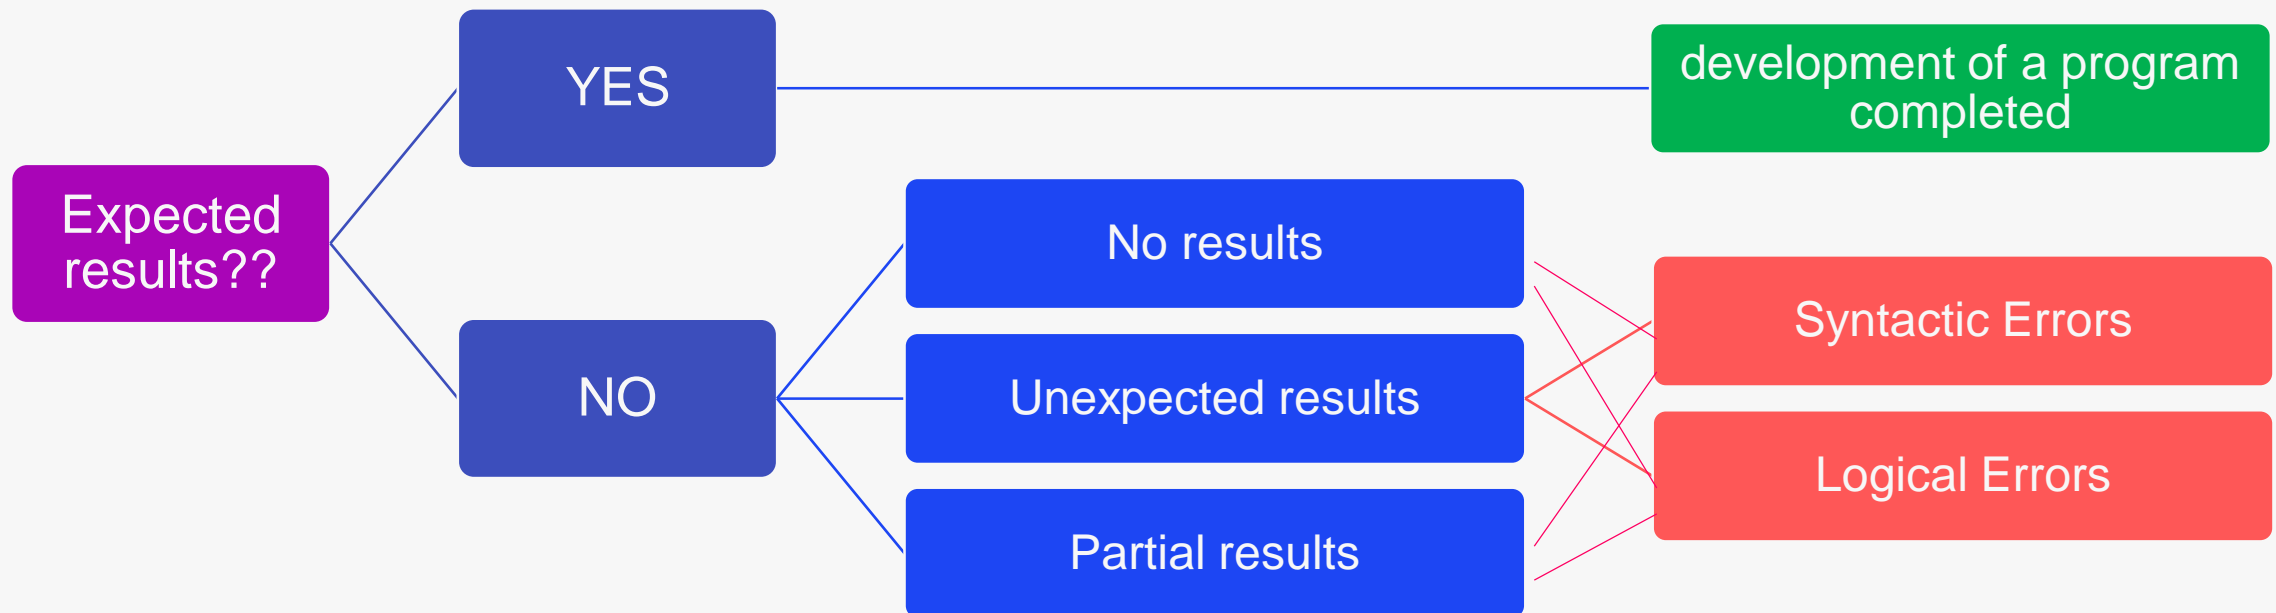 Expected
results??
YES
NO
No results
Unexpected results
Partial results
development of a program
completed
Syntactic Errors
Logical Errors